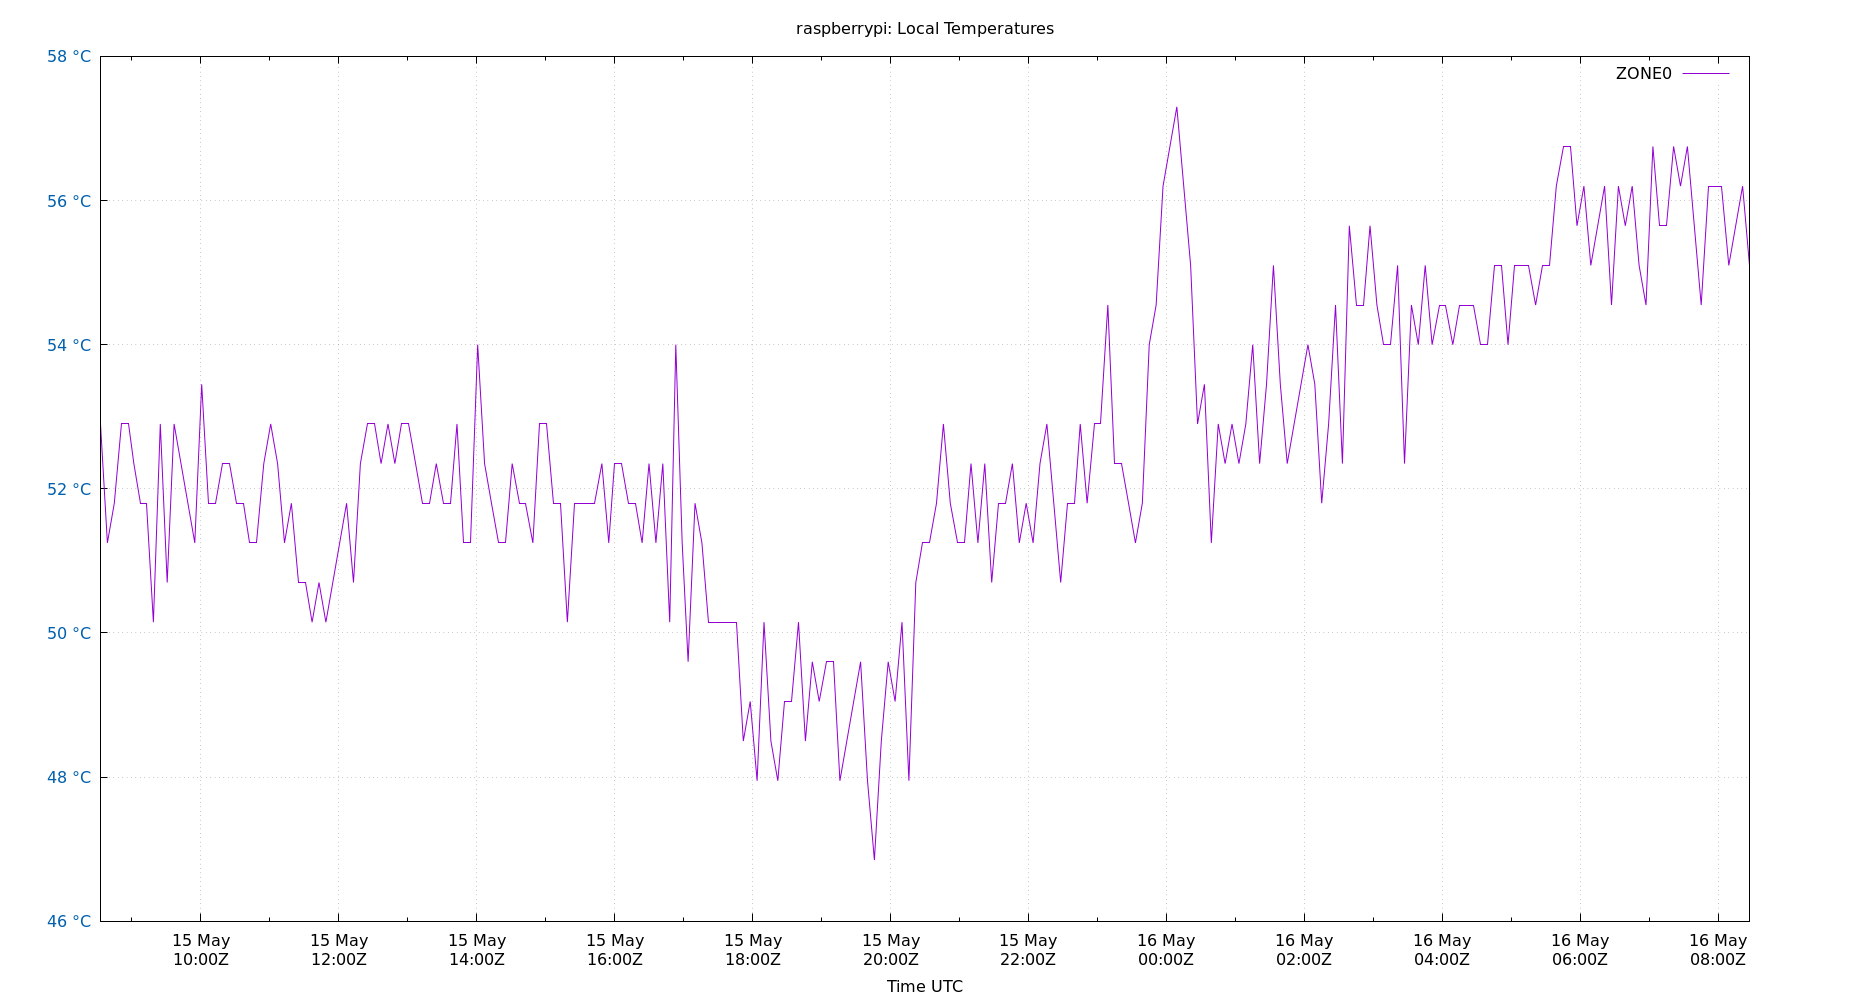 raspberrypi: Local Temperatures
58 °C
ZONE0
56 °C
54 °C
52 °C
50 °C
48 °C
46 °C
15 May 15 May 15 May 15 May 15 May 15 May 15 May 16 May 16 May 16 May 16 May 16 May
10:00Z 12:00Z 14:00Z 16:00Z 18:00Z 20:00Z 22:00Z 00:00Z 02:00Z 04:00Z 06:00Z 08:00Z
Time UTC